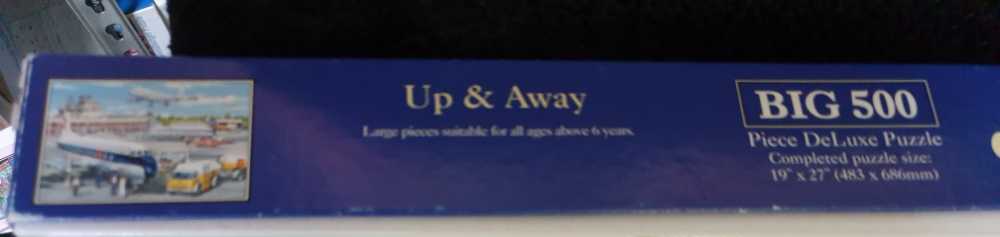 Up & Away
Large pieces suitable for all ages above 6 years.
BIG 500
Piece DeLuxe Puzzle
Completed puzzle size:
19" x 27" (483 x 686mm)